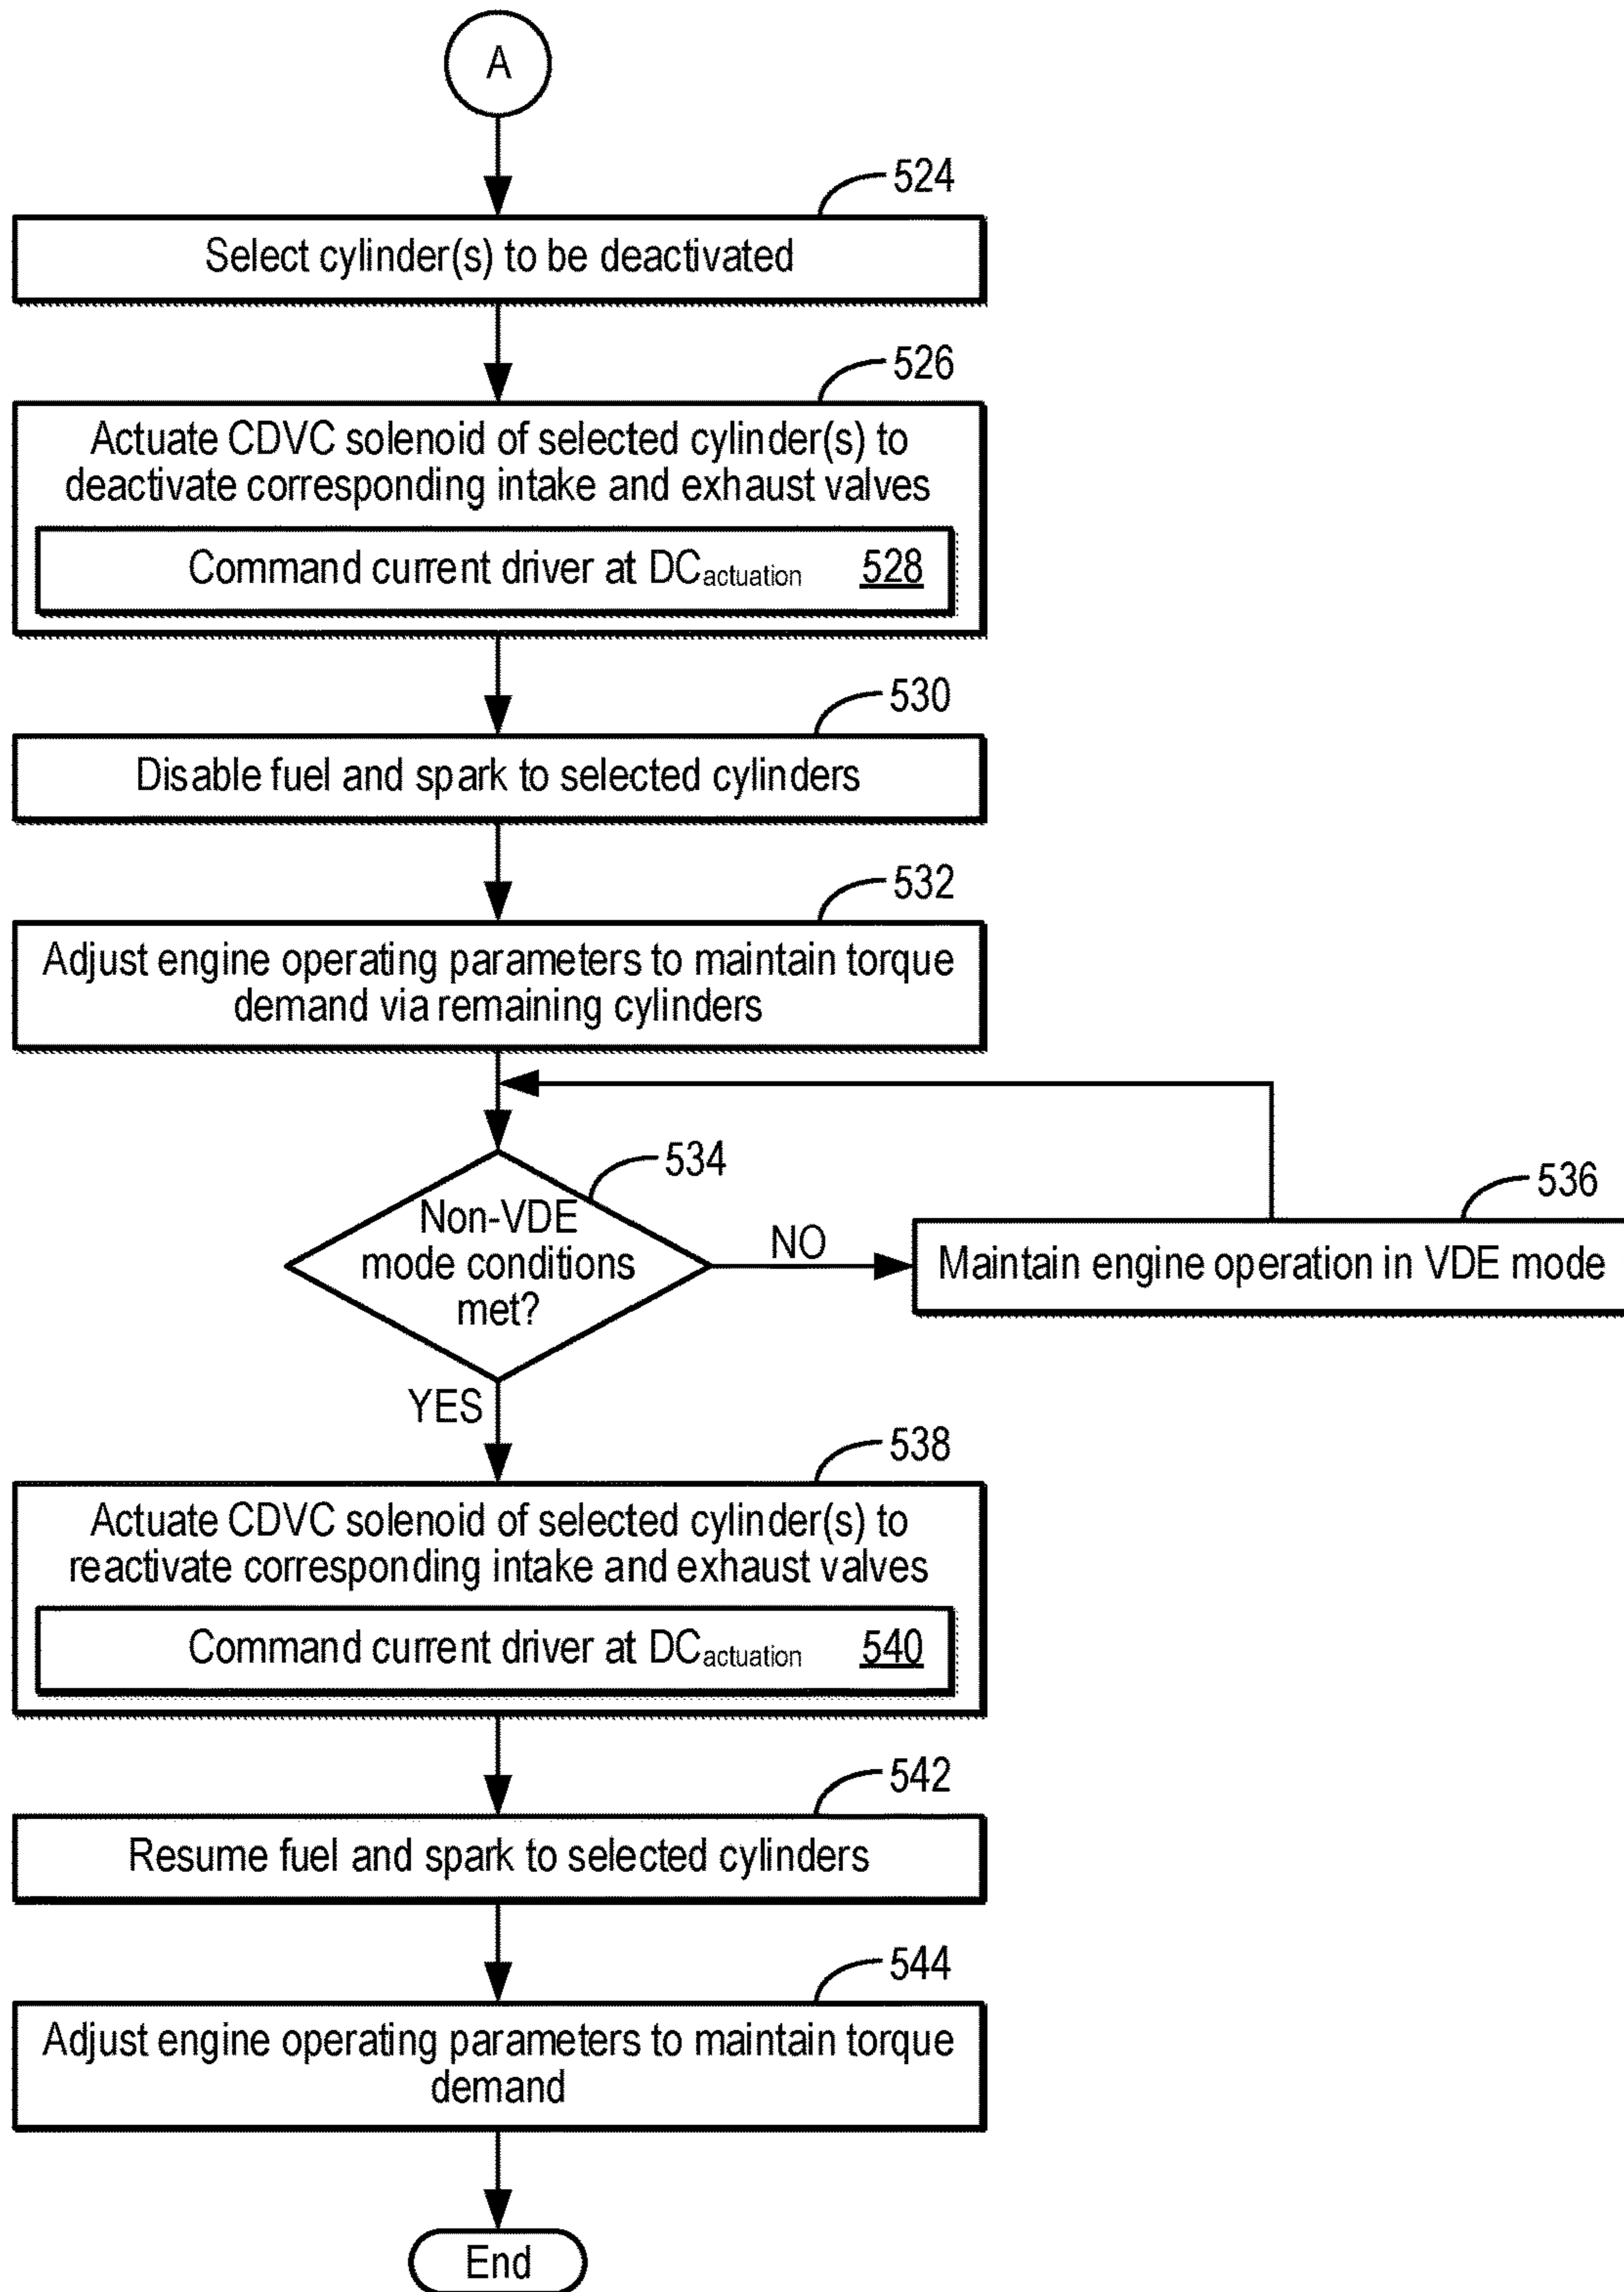 A
524
Select cylinder(s) to be deactivated
526
Actuate CDVC solenoid of selected cylinder(s) to
deactivate corresponding intake and exhaust valves
Command current driver at DCactuation 528
530
Disable fuel and spark to selected cylinders
532
Adjust engine operating parameters to maintain torque
demand via remaining cylinders
534
Non-VDE
mode conditions
met?
NO
536
Maintain engine operation in VDE mode
YES
538
Actuate CDVC solenoid of selected cylinder(s) to
reactivate corresponding intake and exhaust valves
Command current driver at DCactuation 540
542
Resume fuel and spark to selected cylinders
544
Adjust engine operating parameters to maintain torque
demand
End